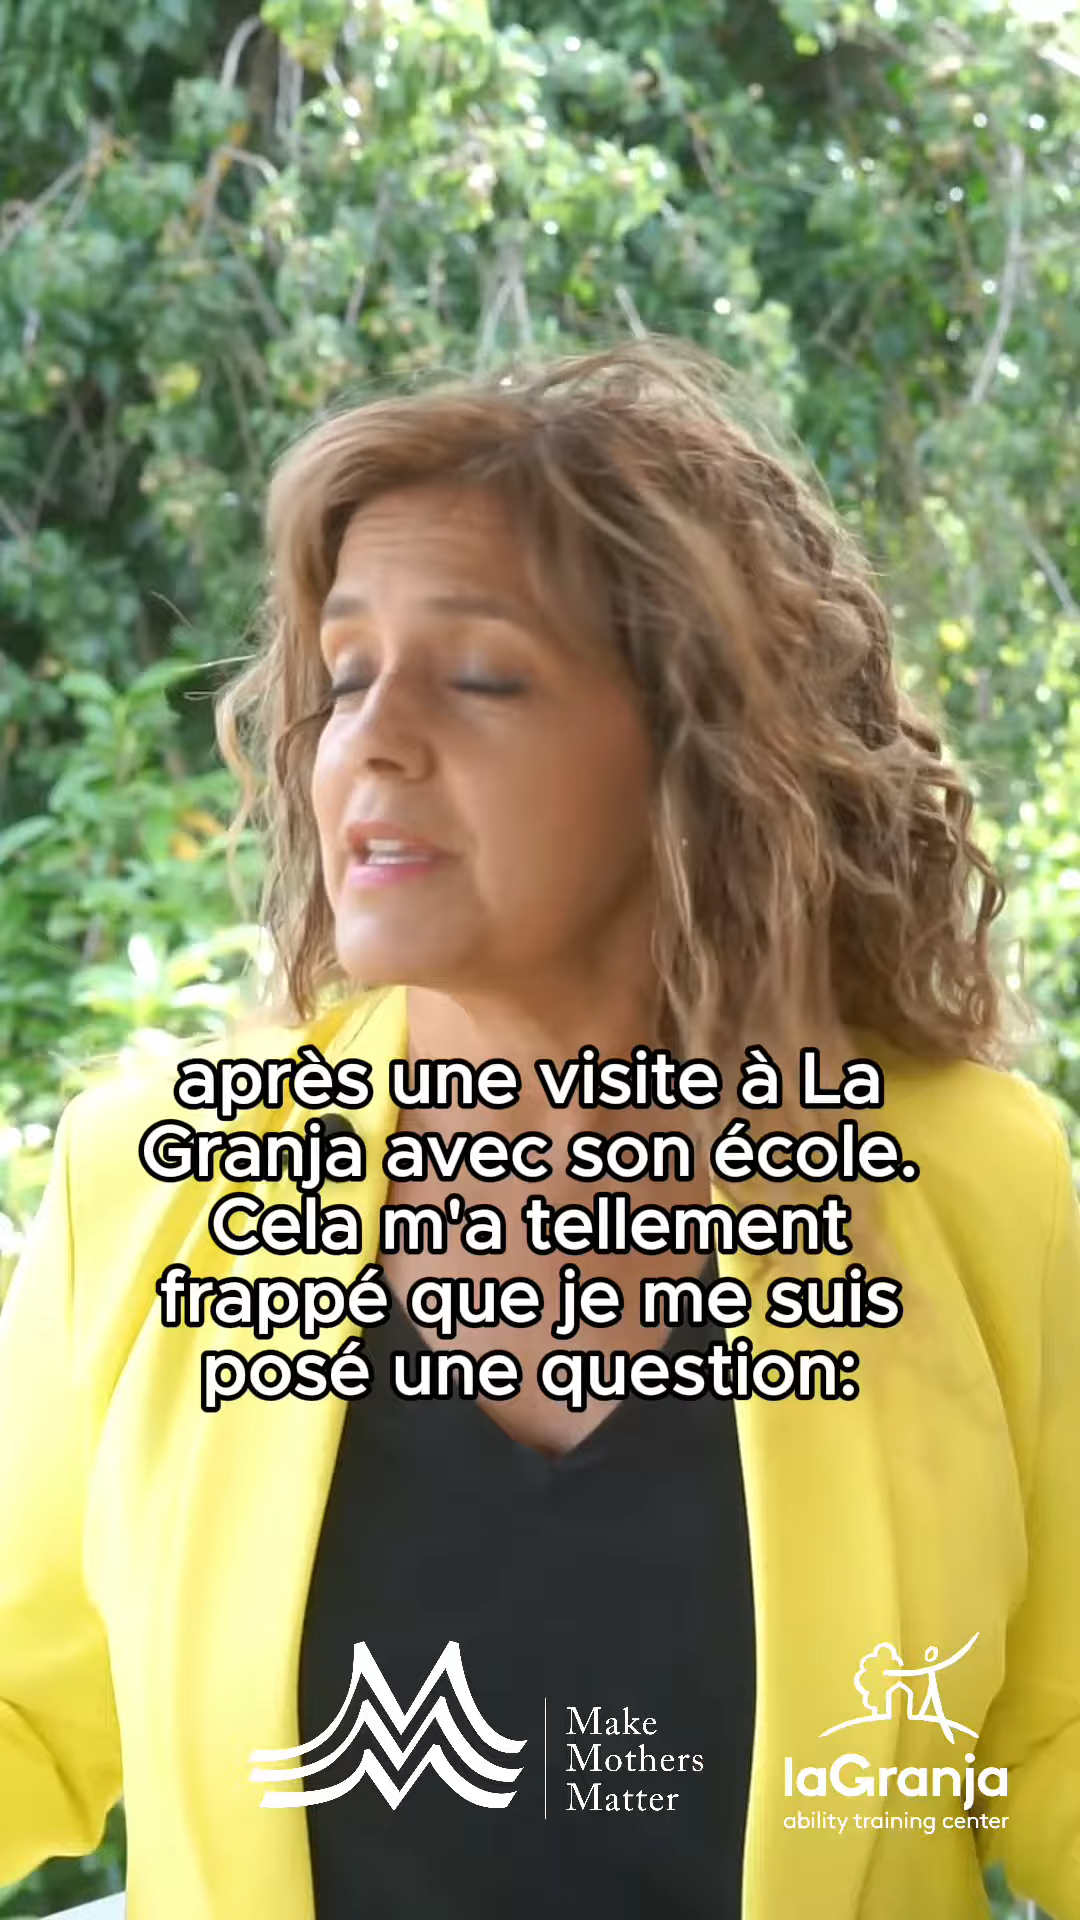 après une visite à La
Granja avec son école.
Cela m'a tellement
frappé que je me suis
posé une question:
Make
Mothers
Matter
laGranja
ability training center